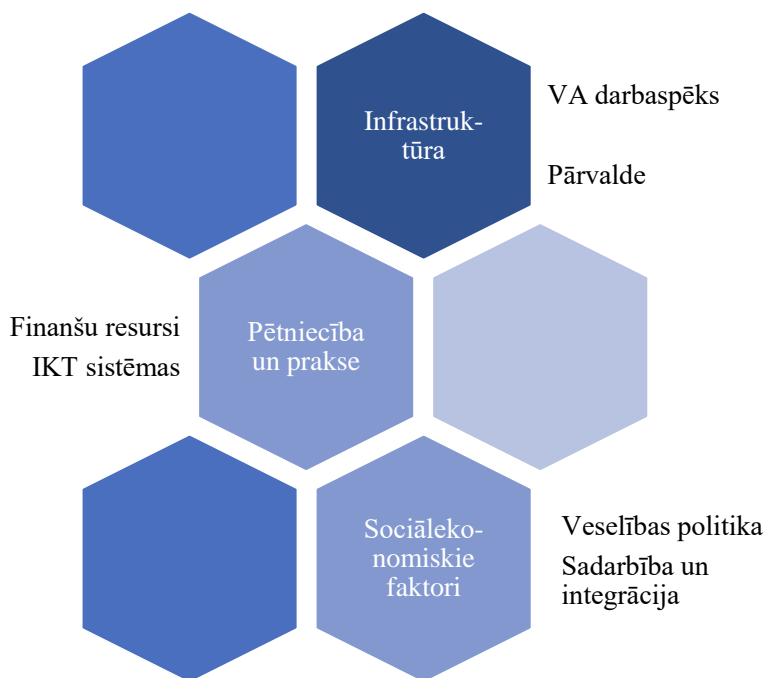 Infrastruk-
tūra
VA darbaspēks
Pārvalde
Finanšu resursi
IKT sistēmas
Pētniecība
un prakse
Sociāleko-
nomiskie
faktori
Veselības politika
Sadarbība un
integrācija